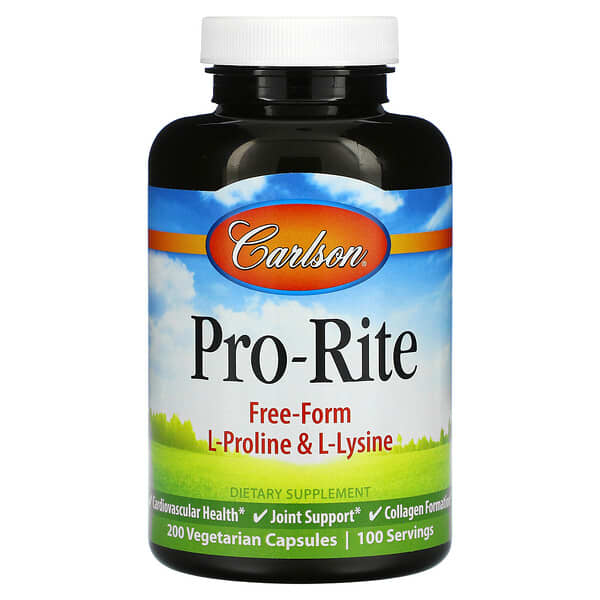 Carlson®
Pro-Rite
Free-Form
L-Proline & L-Lysine
DIETARY SUPPLEMENT
✓ Cardiovascular Health* ✓ Joint Support* ✓ Collagen Formation
200 Vegetarian Capsules | 100 Servings